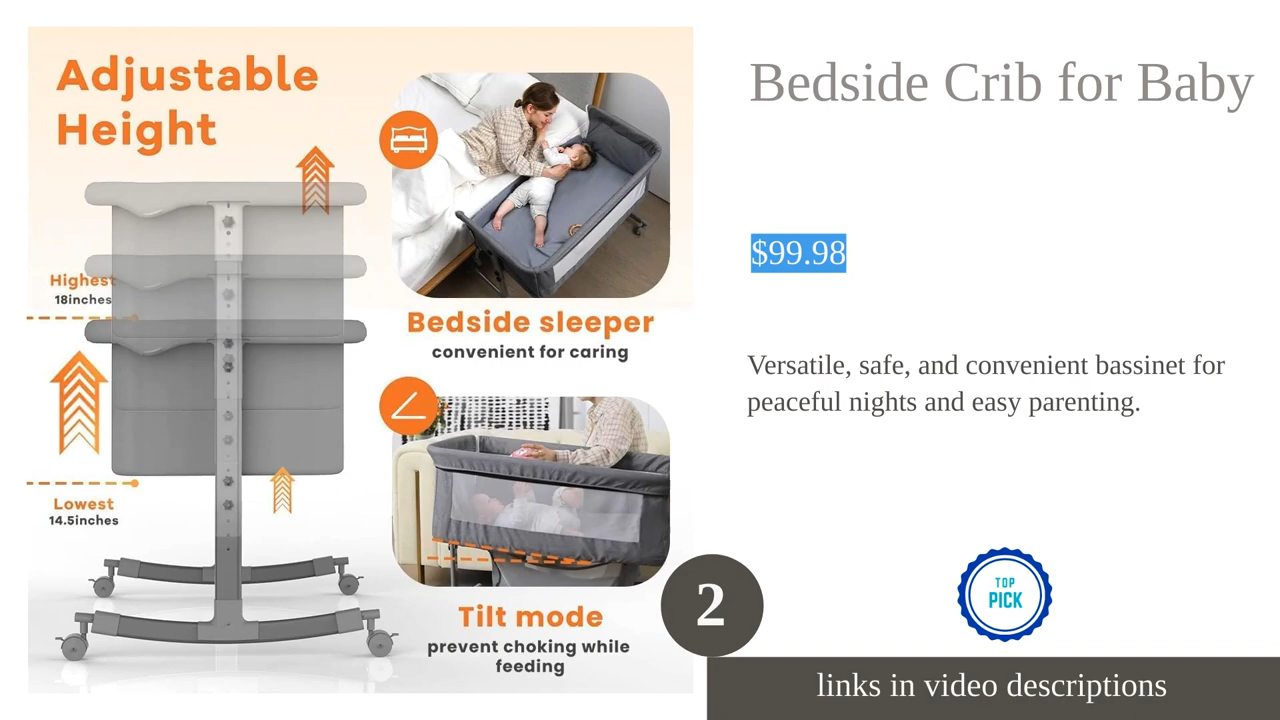 Adjustable
Height
Highest
18inches
Lowest
14.5inches
Bedside sleeper
convenient for caring
Tilt mode
prevent choking while
feeding
Bedside Crib for Baby
$99.98
Versatile, safe, and convenient bassinet for
peaceful nights and easy parenting.
2
TOP
PICK
links in video descriptions